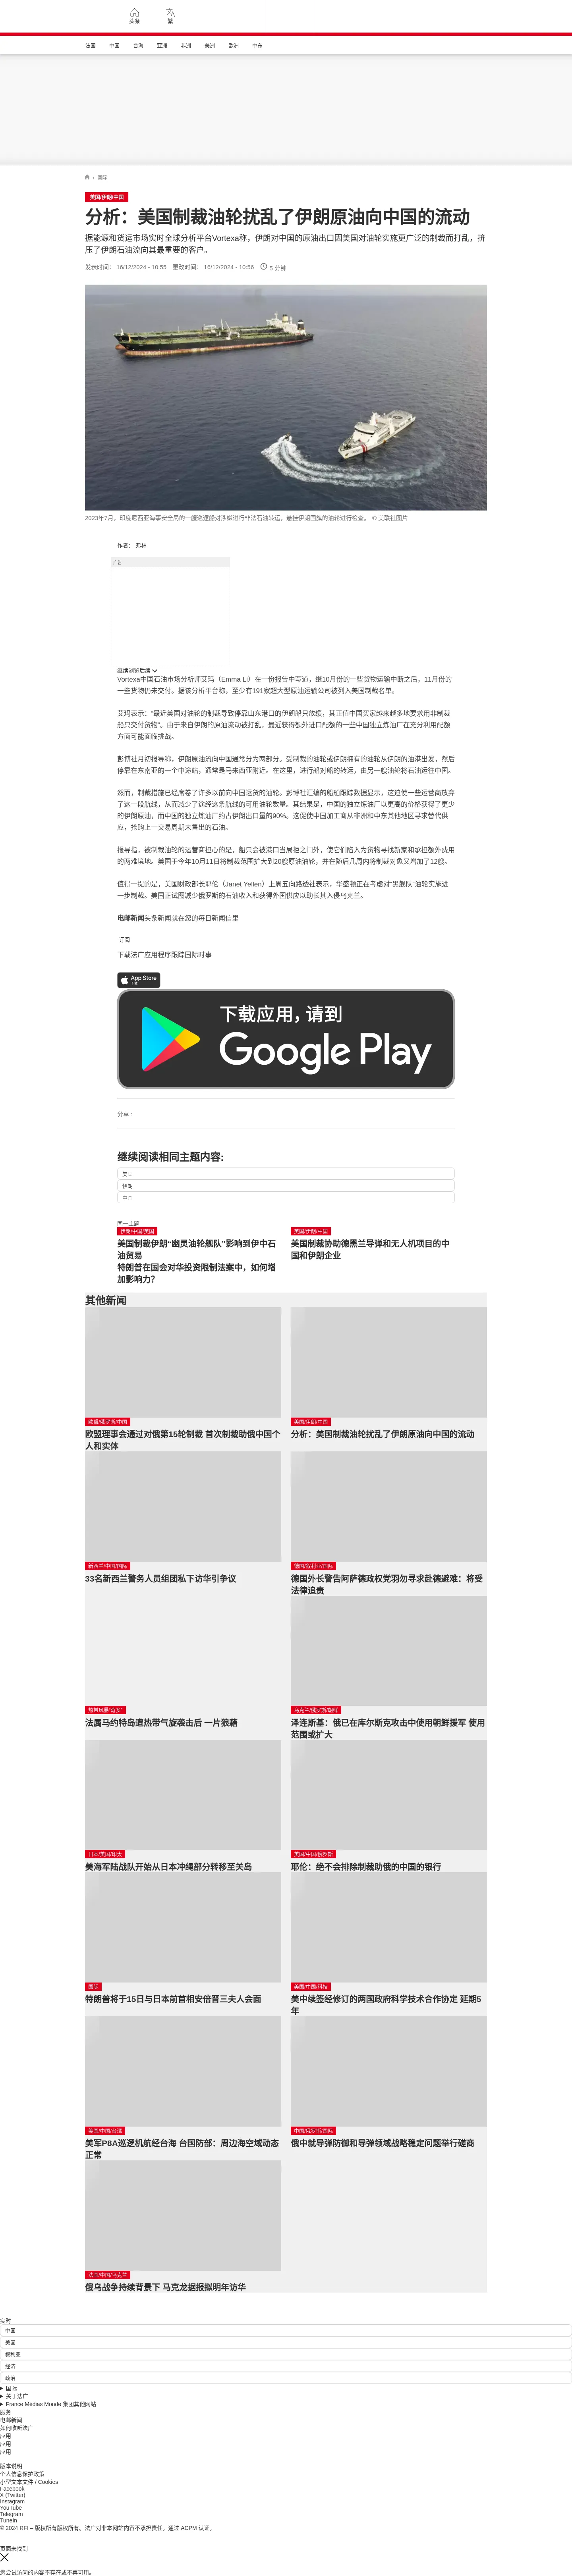 头条
繁
法国
中国
台海
亚洲
非洲
美洲
欧洲
中东
/ 国际
美国/伊朗/中国
分析：美国制裁油轮扰乱了伊朗原油向中国的流动
据能源和货运市场实时全球分析平台Vortexa称，伊朗对中国的原油出口因美国对油轮实施更广泛的制裁而打乱，挤
压了伊朗石油流向其最重要的客户。
发表时间： 16/12/2024 - 10:55 更改时间： 16/12/2024 - 10:56 5 分钟
2023年7月，印度尼西亚海事安全局的一艘巡逻船对涉嫌进行非法石油转运，悬挂伊朗国旗的油轮进行检查。 © 英联社图片
作者： 弗林
广告
继续浏览后续
Vortexa中国石油市场分析师艾玛（Emma Li）在一份报告中写道，继10月份的一些货物运输中断之后，11月份的
一些货物仍未交付。据该分析平台称，至少有191家超大型原油运输公司被列入美国制裁名单。
艾玛表示：“最近美国对油轮的制裁导致停靠山东港口的伊朗船只放缓，其正值中国买家越来越多地要求用非制裁
船只交付货物”。由于来自伊朗的原油流动被打乱，最近获得额外进口配额的一些中国独立炼油厂在充分利用配额
方面可能面临挑战。
彭博社月初报导称，伊朗原油流向中国通常分为两部分。受制裁的油轮或伊朗拥有的油轮从伊朗的油港出发，然后
停靠在东南亚的一个中途站，通常是马来西亚附近。在这里，进行船对船的转运，由另一艘油轮将石油运往中国。
然而，制裁措施已经席卷了许多以前向中国运货的油轮。彭博社汇编的船舶跟踪数据显示，这迫使一些运营商放弃
了这一段航线，从而减少了途经这条航线的可用油轮数量。其结果是，中国的独立炼油厂以更高的价格获得了更少
的伊朗原油，而中国的独立炼油厂约占伊朗出口量的90%。这促使中国加工商从非洲和中东其他地区寻求替代供
应，抢购上一交易周期未售出的石油。
报导指，被制裁油轮的运营商担心的是，船只会被港口当局拒之门外，使它们陷入为货物寻找新家和承担额外费用
的两难境地。美国于今年10月11日将制裁范围扩大到20艘原油油轮，并在随后几周内将制裁对象又增加了12艘。
值得一提的是，美国财政部长耶伦（Janet Yellen）上周五向路透社表示，华盛顿正在考虑对“黑舰队”油轮实施进
一步制裁。美国正试图减少俄罗斯的石油收入和获得外国供应以助长其入侵乌克兰。
电邮新闻头条新闻就在您的每日新闻信里
订阅
下载法广应用程序跟踪国际时事
App Store
下载
下载应用，请到
Google Play
分享 :
继续阅读相同主题内容:
美国
伊朗
中国
同一主题
伊朗/中国/美国
美国制裁伊朗“幽灵油轮舰队”影响到伊中石
油贸易
特朗普在国会对华投资限制法案中，如何增
加影响力?
美国/伊朗/中国
美国制裁协助德黑兰导弹和无人机项目的中
国和伊朗企业
其他新闻
欧盟/俄罗斯/中国
欧盟理事会通过对俄第15轮制裁 首次制裁助俄中国个
人和实体
美国/伊朗/中国
分析：美国制裁油轮扰乱了伊朗原油向中国的流动
新西兰/中国/国际
33名新西兰警务人员组团私下访华引争议
德国/叙利亚/国际
德国外长警告阿萨德政权党羽勿寻求赴德避难：将受
法律追责
热带风暴“奇多”
法属马约特岛遭热带气旋袭击后 一片狼藉
乌克兰/俄罗斯/朝鲜
泽连斯基：俄已在库尔斯克攻击中使用朝鲜援军 使用
范围或扩大
日本/美国/印太
美海军陆战队开始从日本冲绳部分转移至关岛
美国/中国/俄罗斯
耶伦：绝不会排除制裁助俄的中国的银行
国际
特朗普将于15日与日本前首相安倍晋三夫人会面
美国/中国/科技
美中续签经修订的两国政府科学技术合作协定 延期5
年
美国/中国/台湾
美军P8A巡逻机航经台海 台国防部：周边海空域动态
正常
中国/俄罗斯/国际
俄中就导弹防御和导弹领域战略稳定问题举行磋商
法国/中国/乌克兰
俄乌战争持续背景下 马克龙据报拟明年访华
实时
中国
美国
叙利亚
经济
政治
国际
关于法广
France Médias Monde 集团其他网站
服务
电邮新闻
如何收听法广
应用
应用
应用
版本说明
个人信息保护政策
小型文本文件 / Cookies
Facebook
X (Twitter)
Instagram
YouTube
Telegram
TuneIn
© 2024 RFI – 版权所有版权所有。法广对非本网站内容不承担责任。通过 ACPM 认证。
页面未找到
您尝试访问的内容不存在或不再可用。